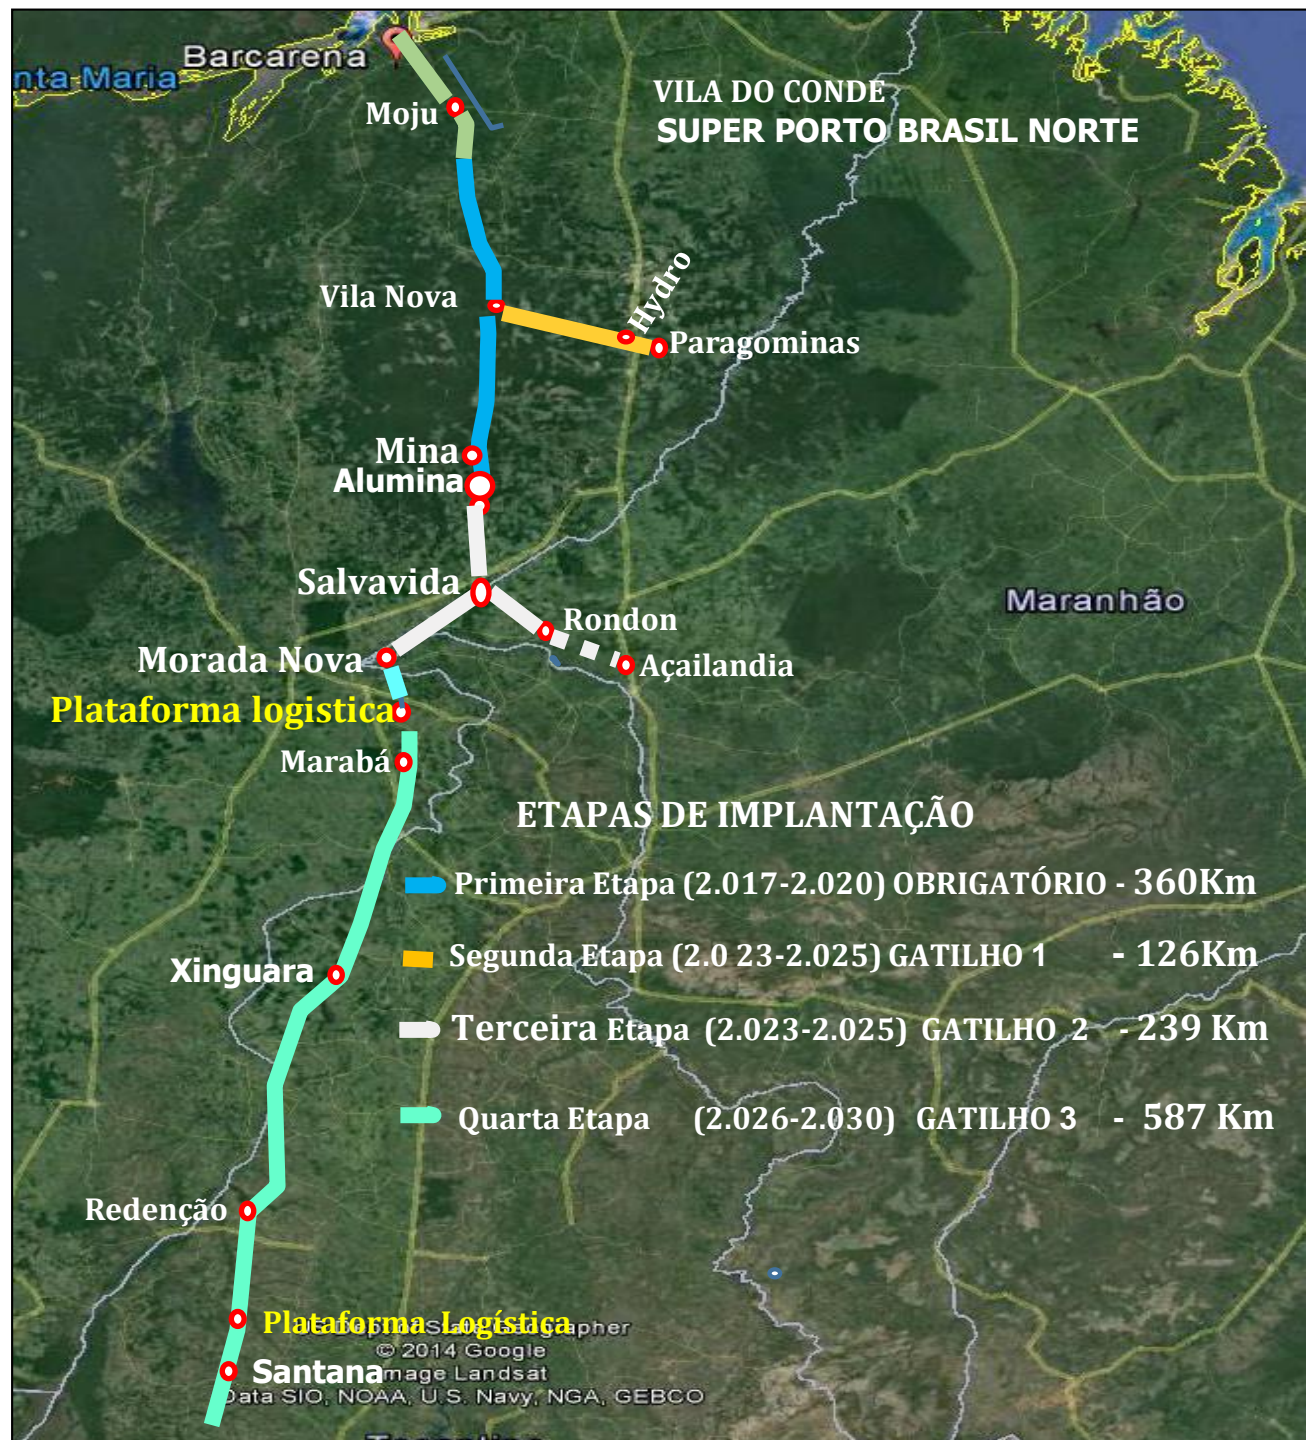 Barcarena
nta Maria
VILA DO CONDE
SUPER PORTO BRASIL NORTE
Moju
Vila Nova
Hydro
Paragominas
Mina
Alumina
Salvavida
Maranhão
Rondon
Morada Nova
Açailandia
Plataforma logistica
Marabá
ETAPAS DE IMPLANTAÇÃO
Primeira Etapa (2.017-2.020) OBRIGATÓRIO - 360Km
Segunda Etapa (2.0 23-2.025) GATILHO 1 - 126Km
Xinguara
Terceira Etapa (2.023-2.025) GATILHO 2 - 239 Km
Quarta Etapa (2.026-2.030) GATILHO 3 - 587 Km
Redenção
Plataforma Logística
© 2014 Google
Santana
Image Landsat
Data SIO, NOAA, U.S. Navy, NGA, GEBCO